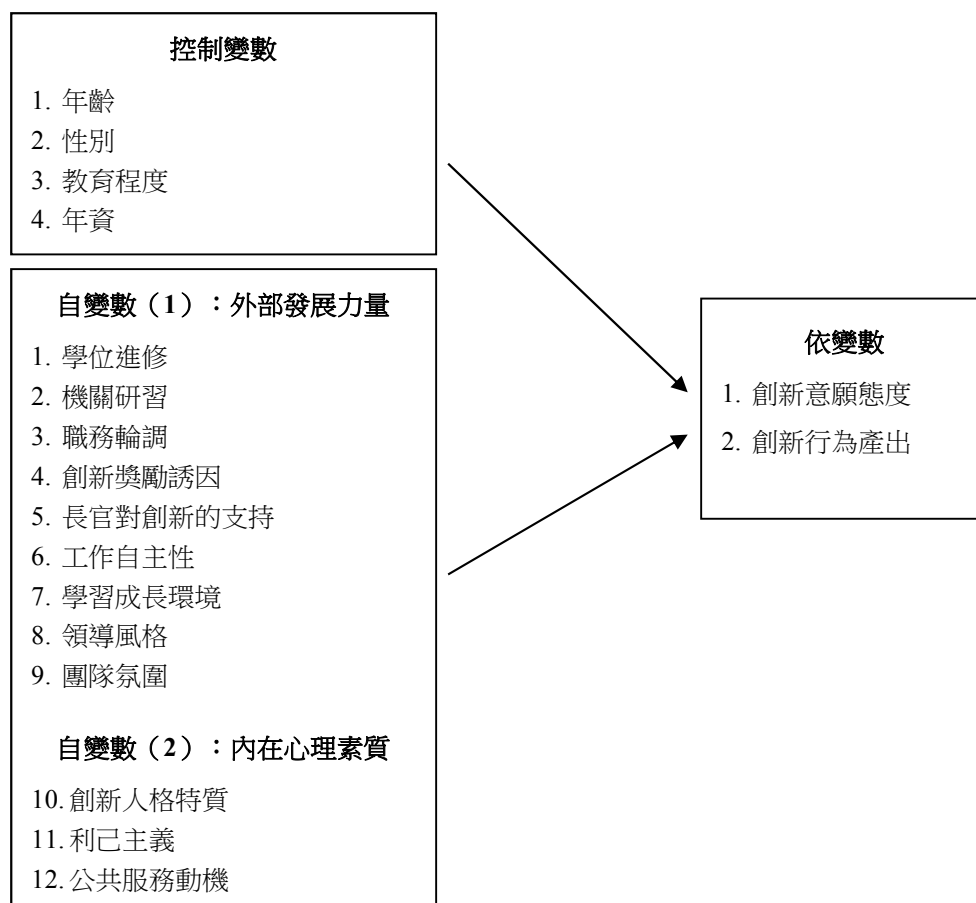 控制變數
1. 年齡
2. 性別
3. 教育程度
4. 年資
自變數（1）：外部發展力量
1. 學位進修
2. 機關研習
3. 職務輪調
4. 創新獎勵誘因
5. 長官對創新的支持
6. 工作自主性
7. 學習成長環境
8. 領導風格
9. 團隊氛圍
自變數（2）：內在心理素質
10. 創新人格特質
11. 利己主義
12. 公共服務動機
依變數
1. 創新意願態度
2. 創新行為產出